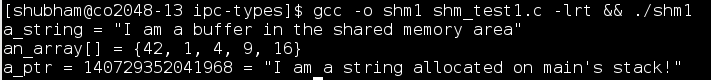 [shubham@co2048-13 ipc-types]$ gcc -o shm1 shm_test1.c -lrt && ./shm1
a_string = "I am a buffer in the shared memory area"
an_array[] = {42, 1, 4, 9, 16}
a_ptr = 140729352041968 = "I am a string allocated on main's stack!"